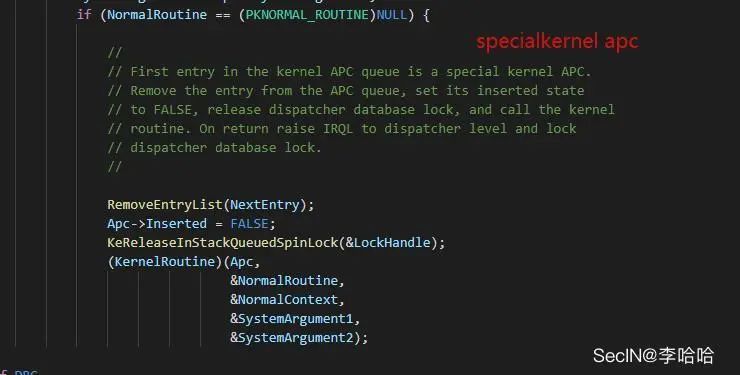 if (NormalRoutine == (PKNORMAL_ROUTINE)NULL) {
specialkernel apc
//
// First entry in the kernel APC queue is a special kernel APC.
// Remove the entry from the APC queue, set its inserted state
// to FALSE, release dispatcher database lock, and call the kernel
// routine. On return raise IRQL to dispatcher level and lock
// dispatcher database lock.
//
RemoveEntryList(NextEntry);
Apc->Inserted = FALSE;
KeReleaseInStackQueuedSpinLock(&LockHandle);
(KernelRoutine)(Apc,
&NormalRoutine,
&NormalContext,
&SystemArgument1,
&SystemArgument2);
SecIN@李哈哈